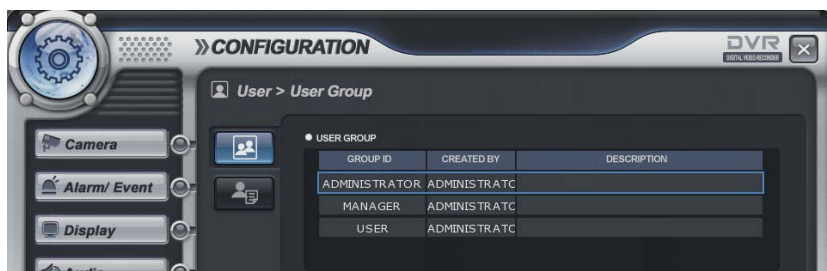 CONFIGURATION
DVR
DIGITAL VIDEO RECORDER
User > User Group
Camera
USER GROUP
GROUP ID CREATED BY DESCRIPTION
Alarm/ Event
ADMINISTRATOR ADMINISTRATC
MANAGER ADMINISTRATC
Display
USER ADMINISTRATC
Audio